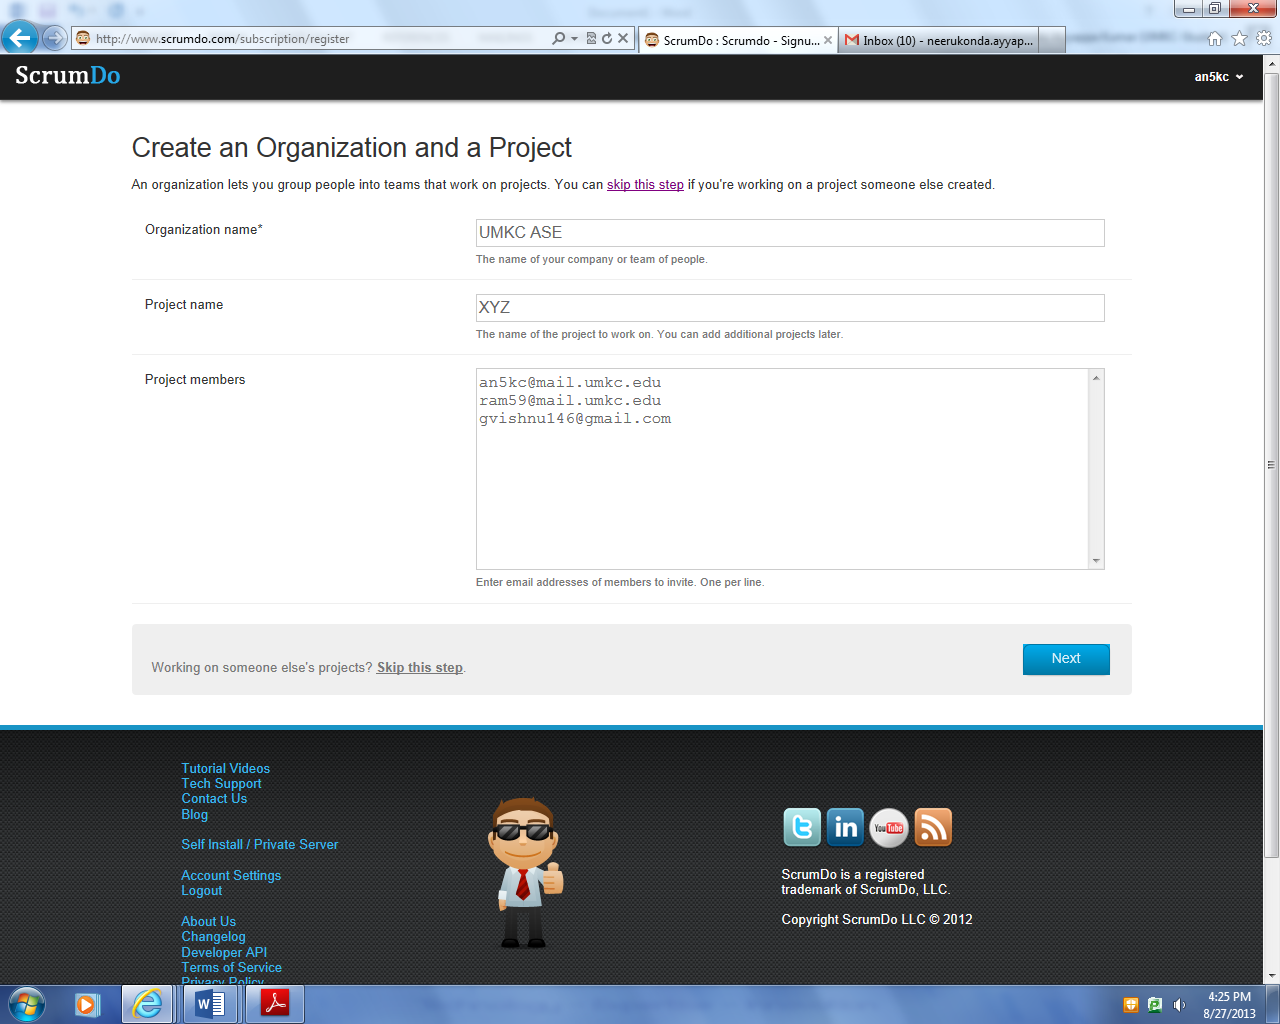 http://www.scrumdo.com/subscription/register
ScrumDo : Scrumdo - Signu...
Inbox (10) - neerukonda.ayyap...
ScrumDo
an5kc
Create an Organization and a Project
An organization lets you group people into teams that work on projects. You can skip this step if you're working on a project someone else created.
Organization name*
UMKC ASE
The name of your company or team of people.
Project name
XYZ
The name of the project to work on. You can add additional projects later.
Project members
an5kc@mail.umkc.edu
ram59@mail.umkc.edu
gvishnu146@gmail.com
Enter email addresses of members to invite. One per line.
Working on someone else's projects? Skip this step.
Next
Tutorial Videos
Tech Support
Contact Us
Blog
Self Install / Private Server
Account Settings
Logout
About Us
Changelog
Developer API
Terms of Service
Privacy Policy
in
You Tube
ScrumDo is a registered
trademark of ScrumDo, LLC.
Copyright ScrumDo LLC © 2012
4:25 PM
8/27/2013